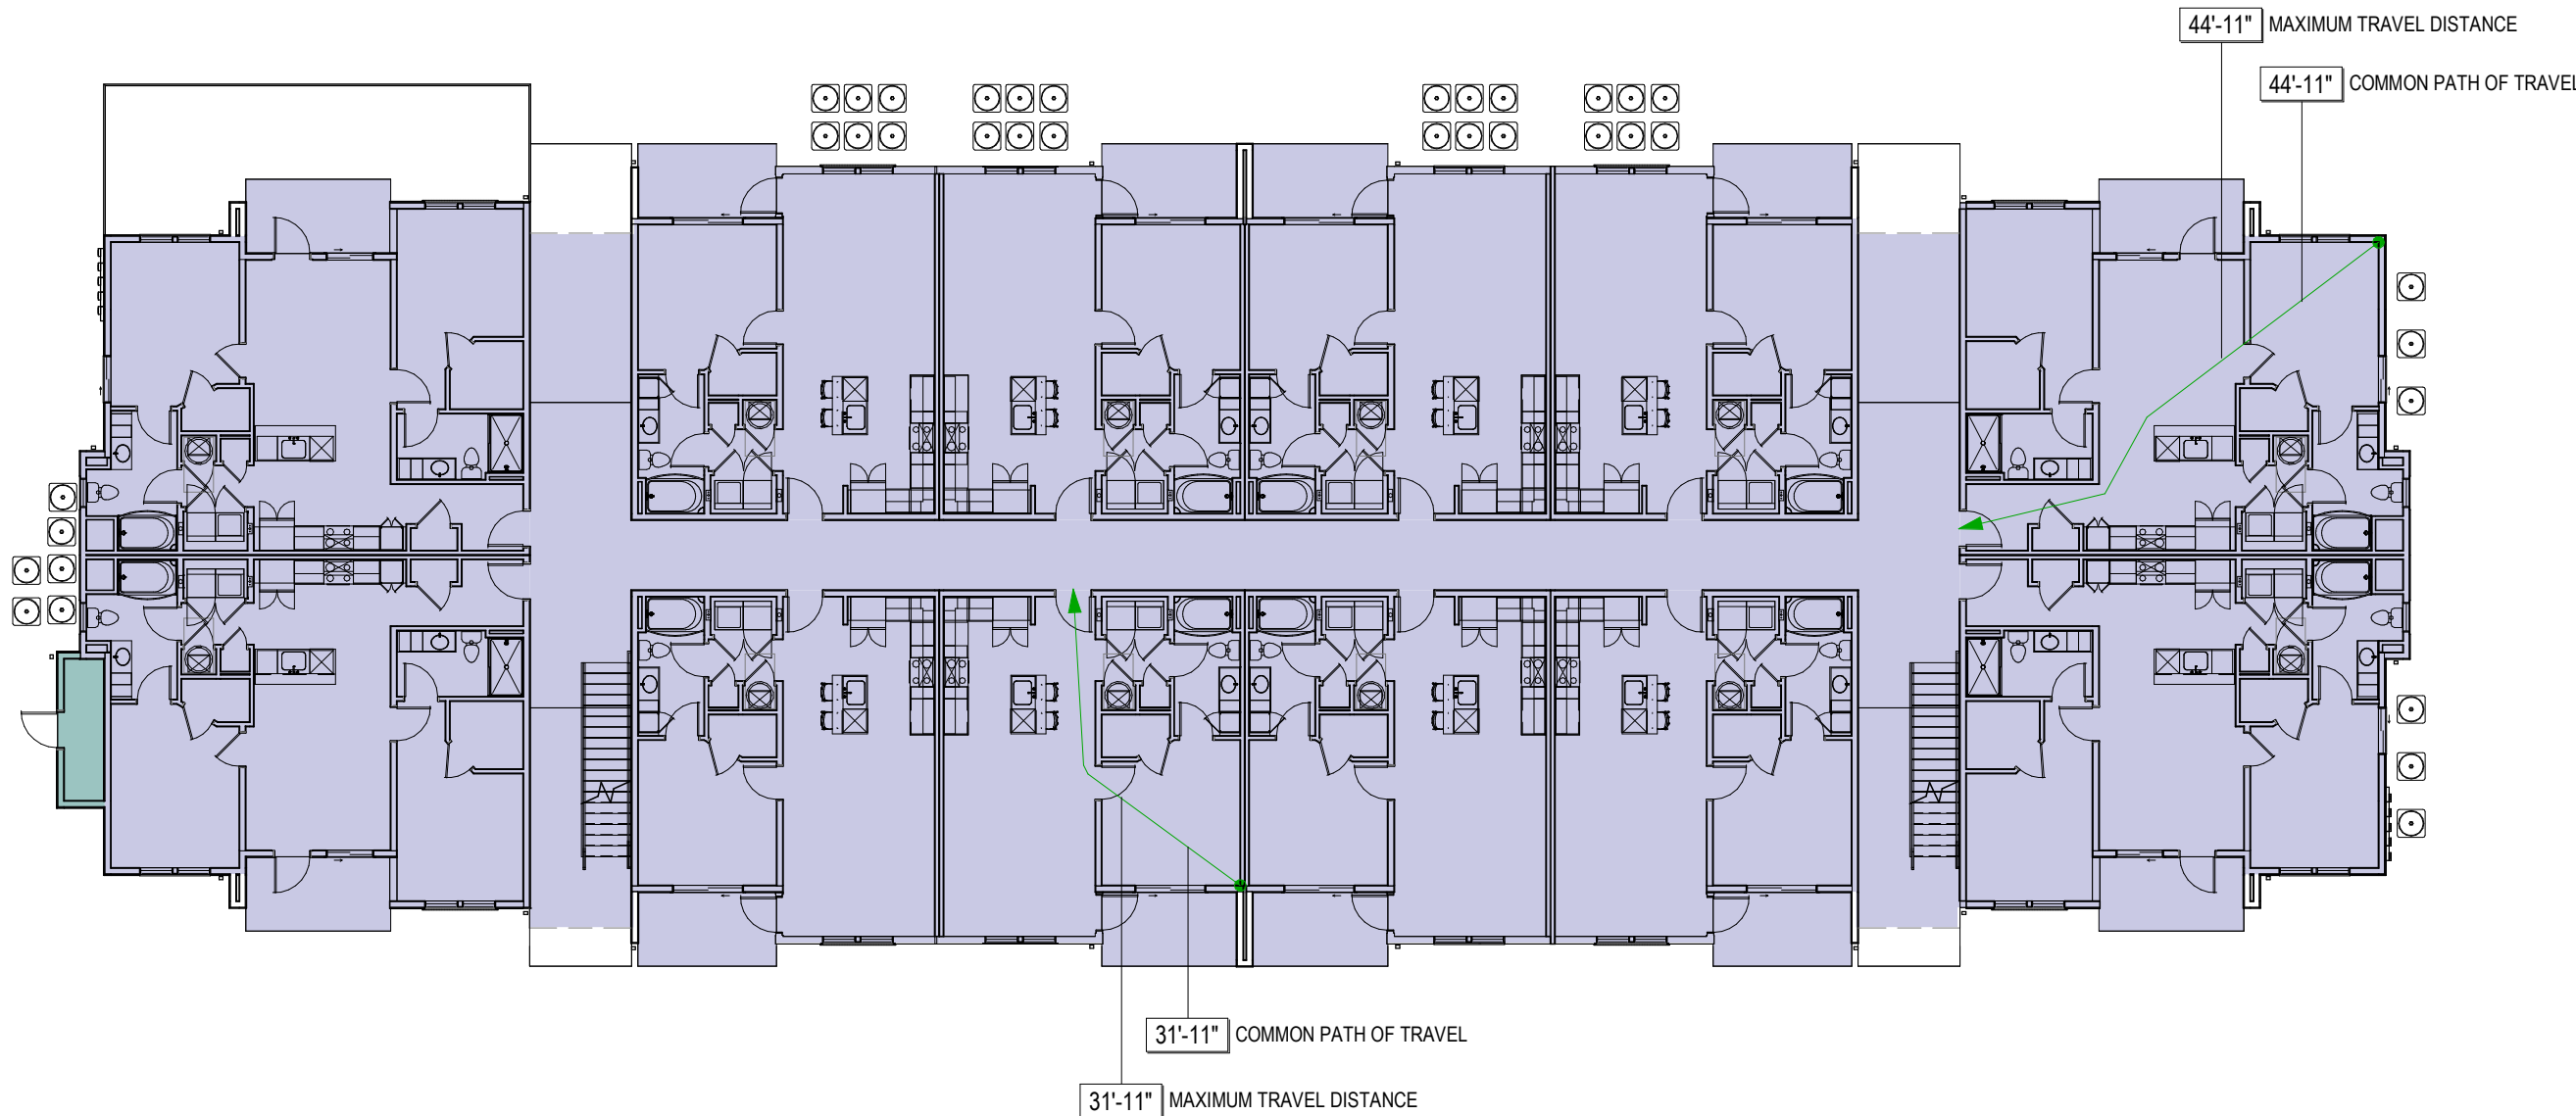 44'-11" MAXIMUM TRAVEL DISTANCE
44'-11" COMMON PATH OF TRAVEL
31'-11" COMMON PATH OF TRAVEL
31'-11" MAXIMUM TRAVEL DISTANCE